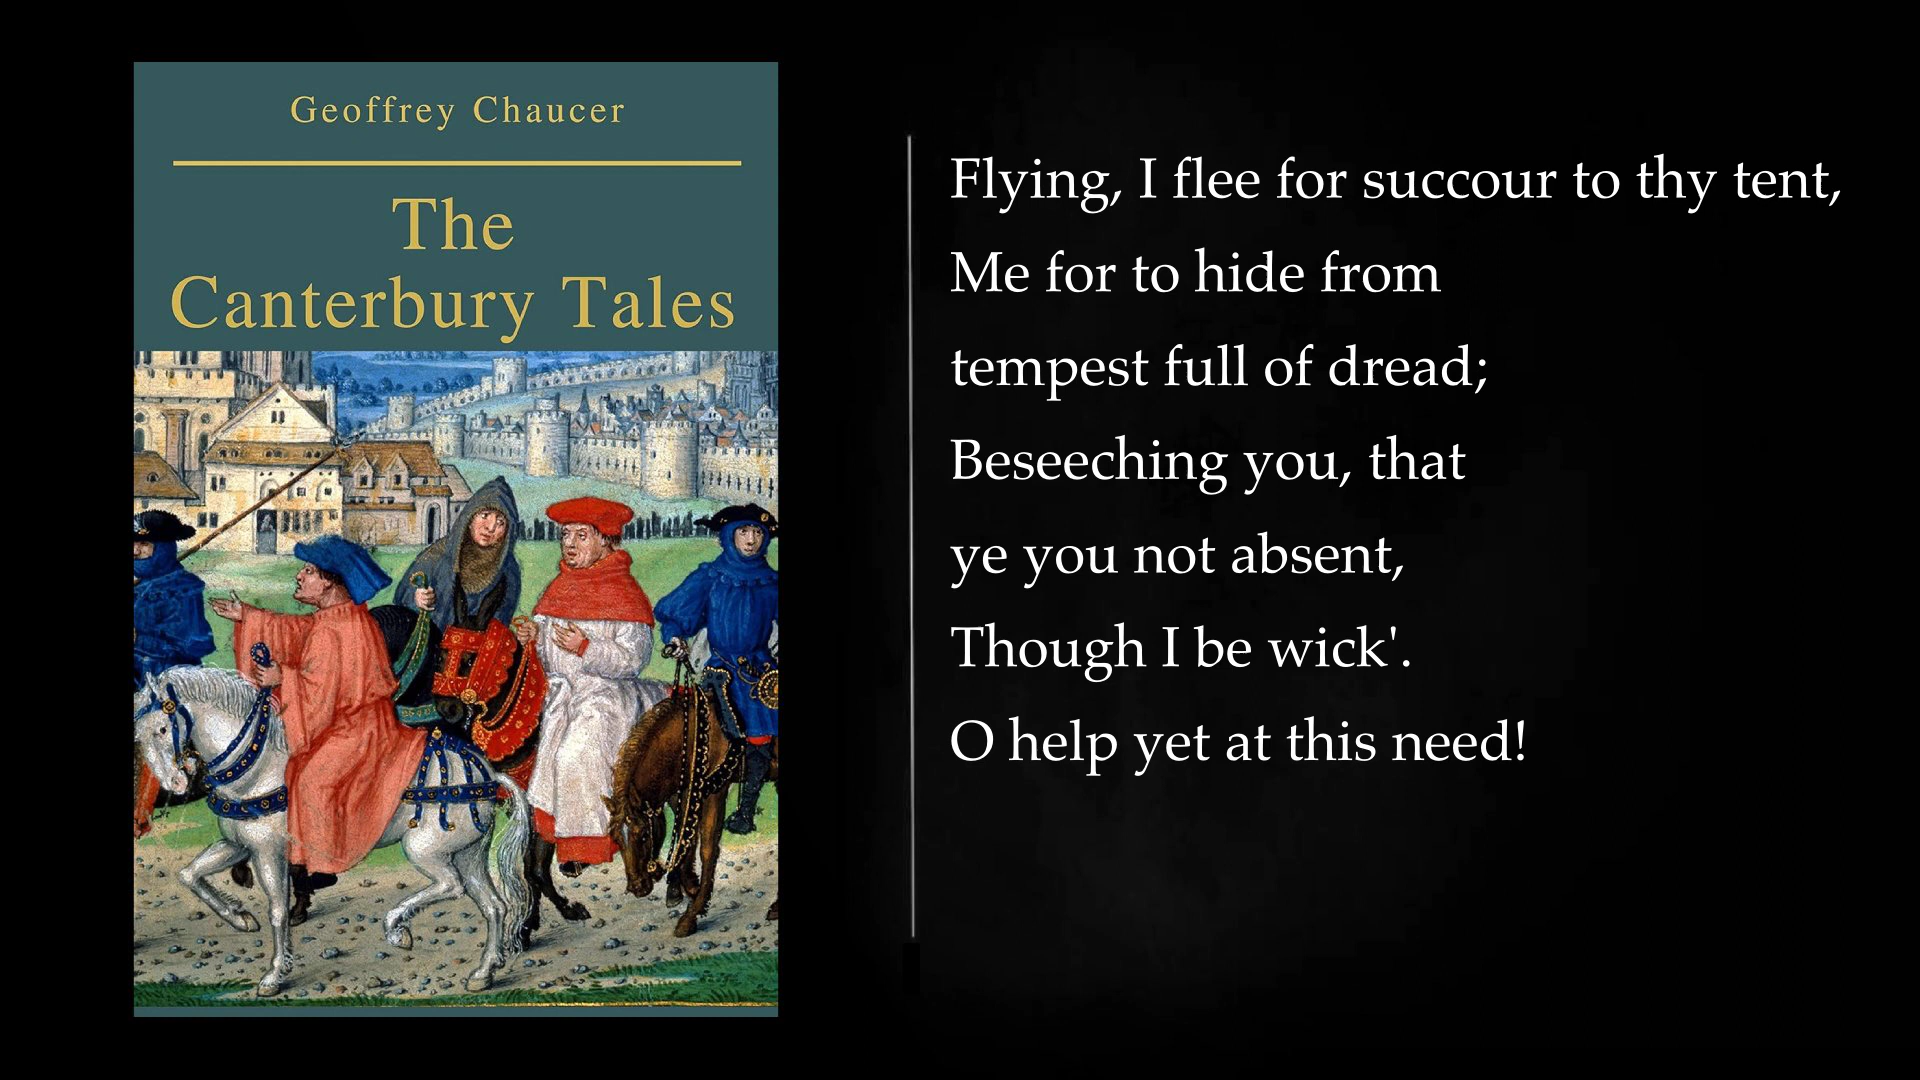 Geoffrey Chaucer
The
Canterbury Tales
Flying, I flee for succour to thy tent,
Me for to hide from
tempest full of dread;
Beseeching you, that
ye you not absent,
Though I be wick'.
O help yet at this need!